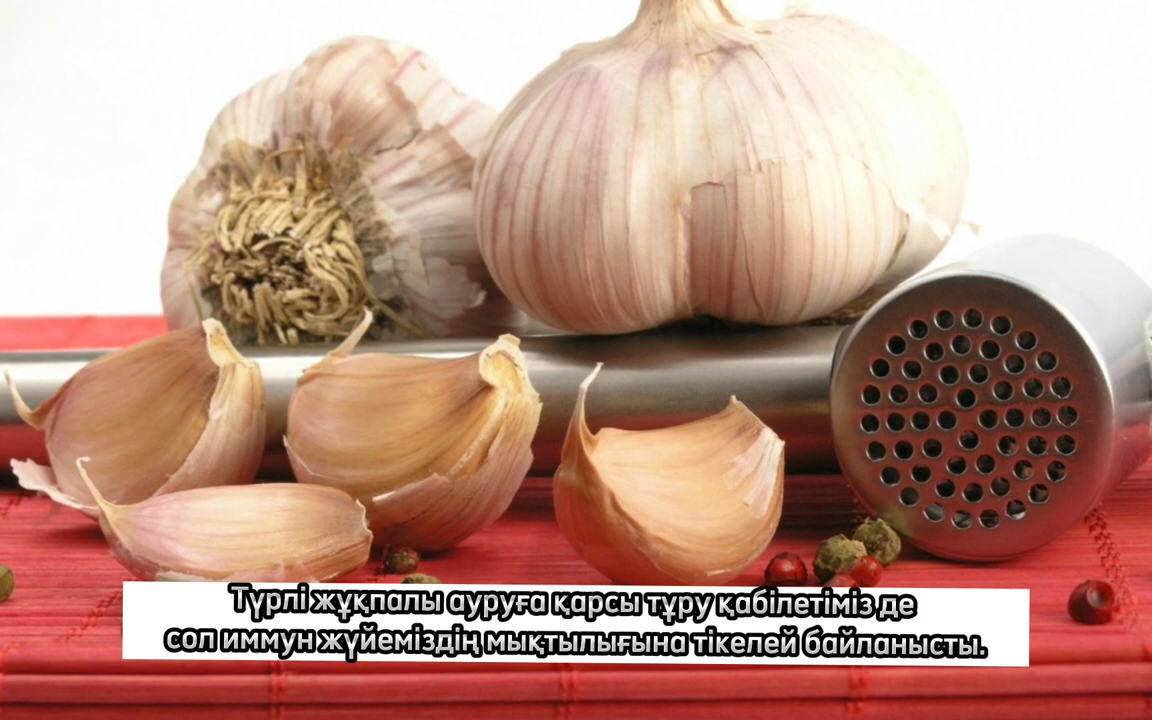 Түрлі жұқпалы ауруға қарсы тұру қабілетіміз де
сол иммун жүйеміздің мықтылығына тікелей байланысты.